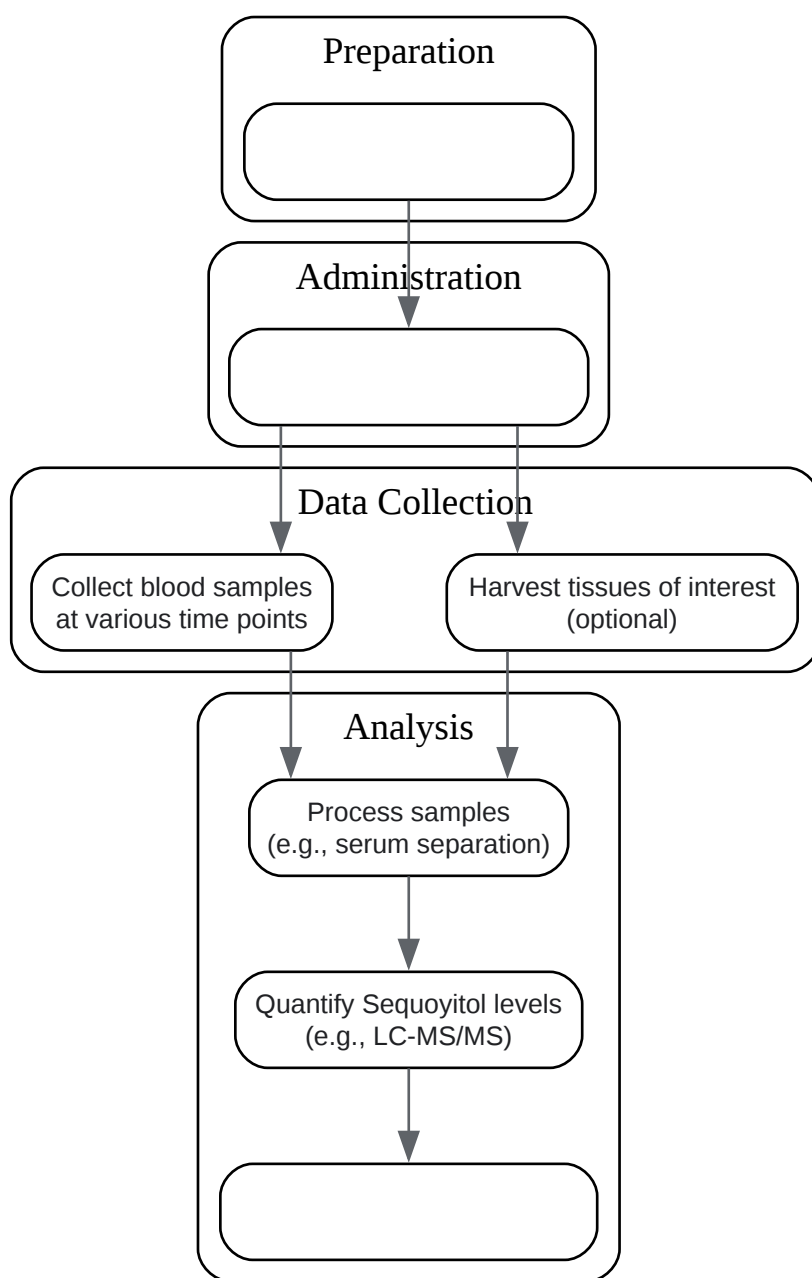 Preparation
Administration
Data Collection
Collect blood samples
at various time points
Harvest tissues of interest
(optional)
Analysis
Process samples
(e.g., serum separation)
Quantify Sequoyitol levels
(e.g., LC-MS/MS)